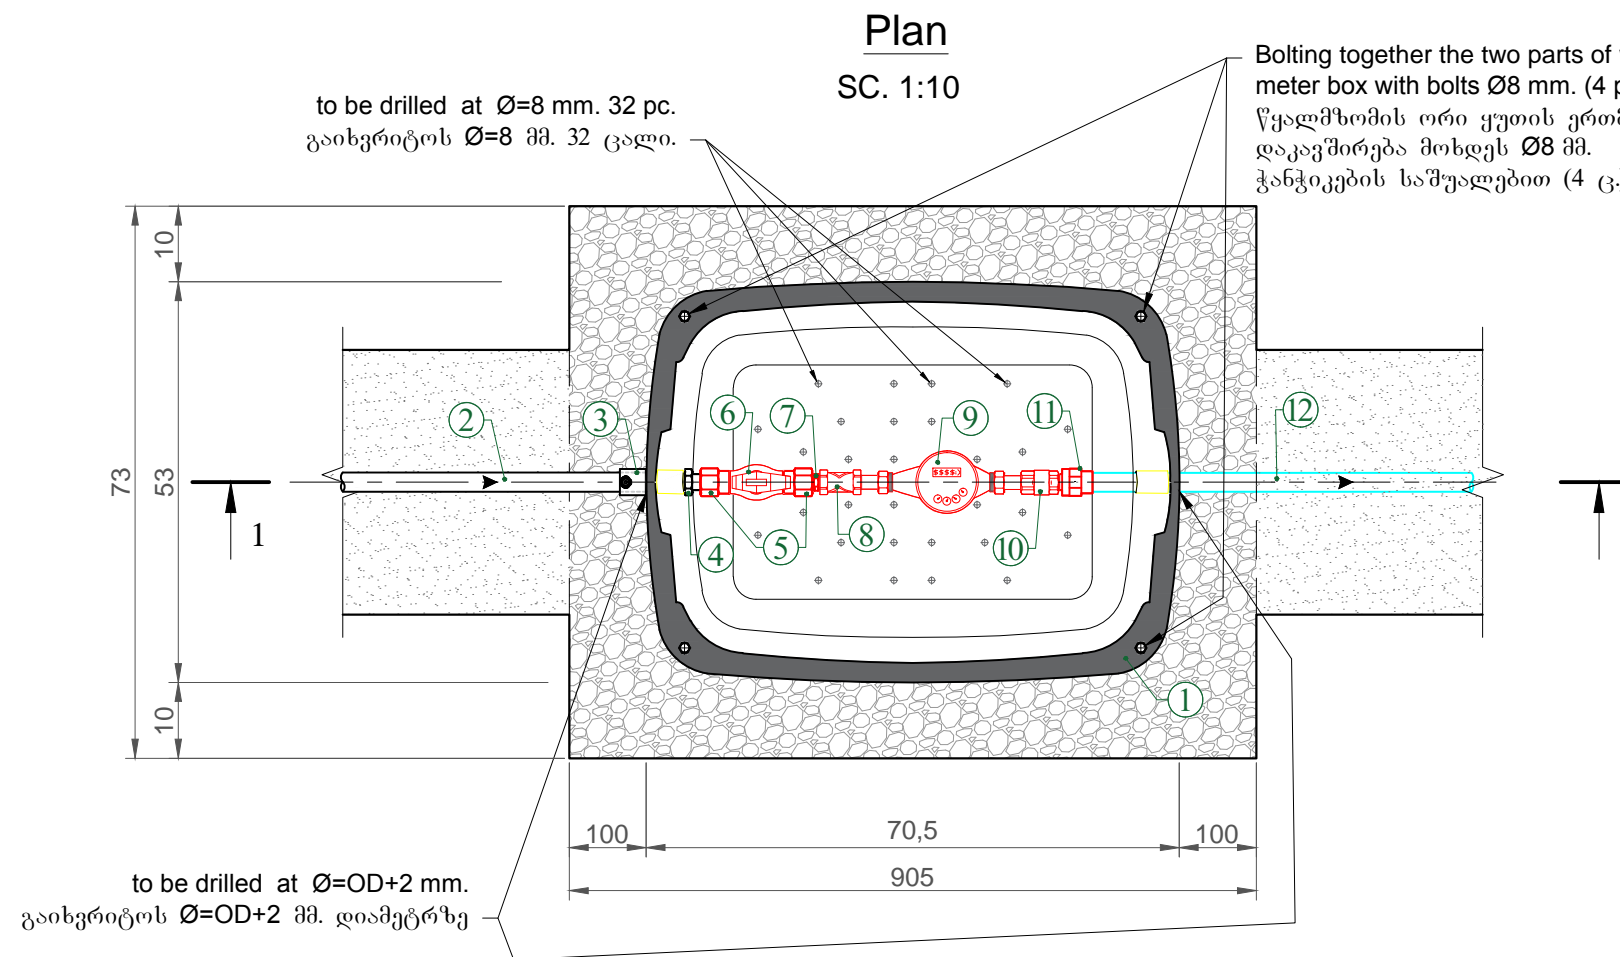 Plan
SC. 1:10
to be drilled at Ø=8 mm. 32 pc.
გაიხვრიტოს Ø=8 მმ. 32 ცალი.
Bolting together the two parts of
meter box with bolts Ø8 mm. (4
წყალმზომის ორი ყუთის
დაკავშირება მოხდეს Ø8 მმ.
ჭანჭიკების საშუალებით (4 ც.
10
53
73
10
2
3
6
7
9
11
12
1
4
5
8
10
1
100
70,5
100
905
to be drilled at Ø=OD+2 mm.
გაიხვრიტოს Ø=OD+2 მმ. დიამეტრზე